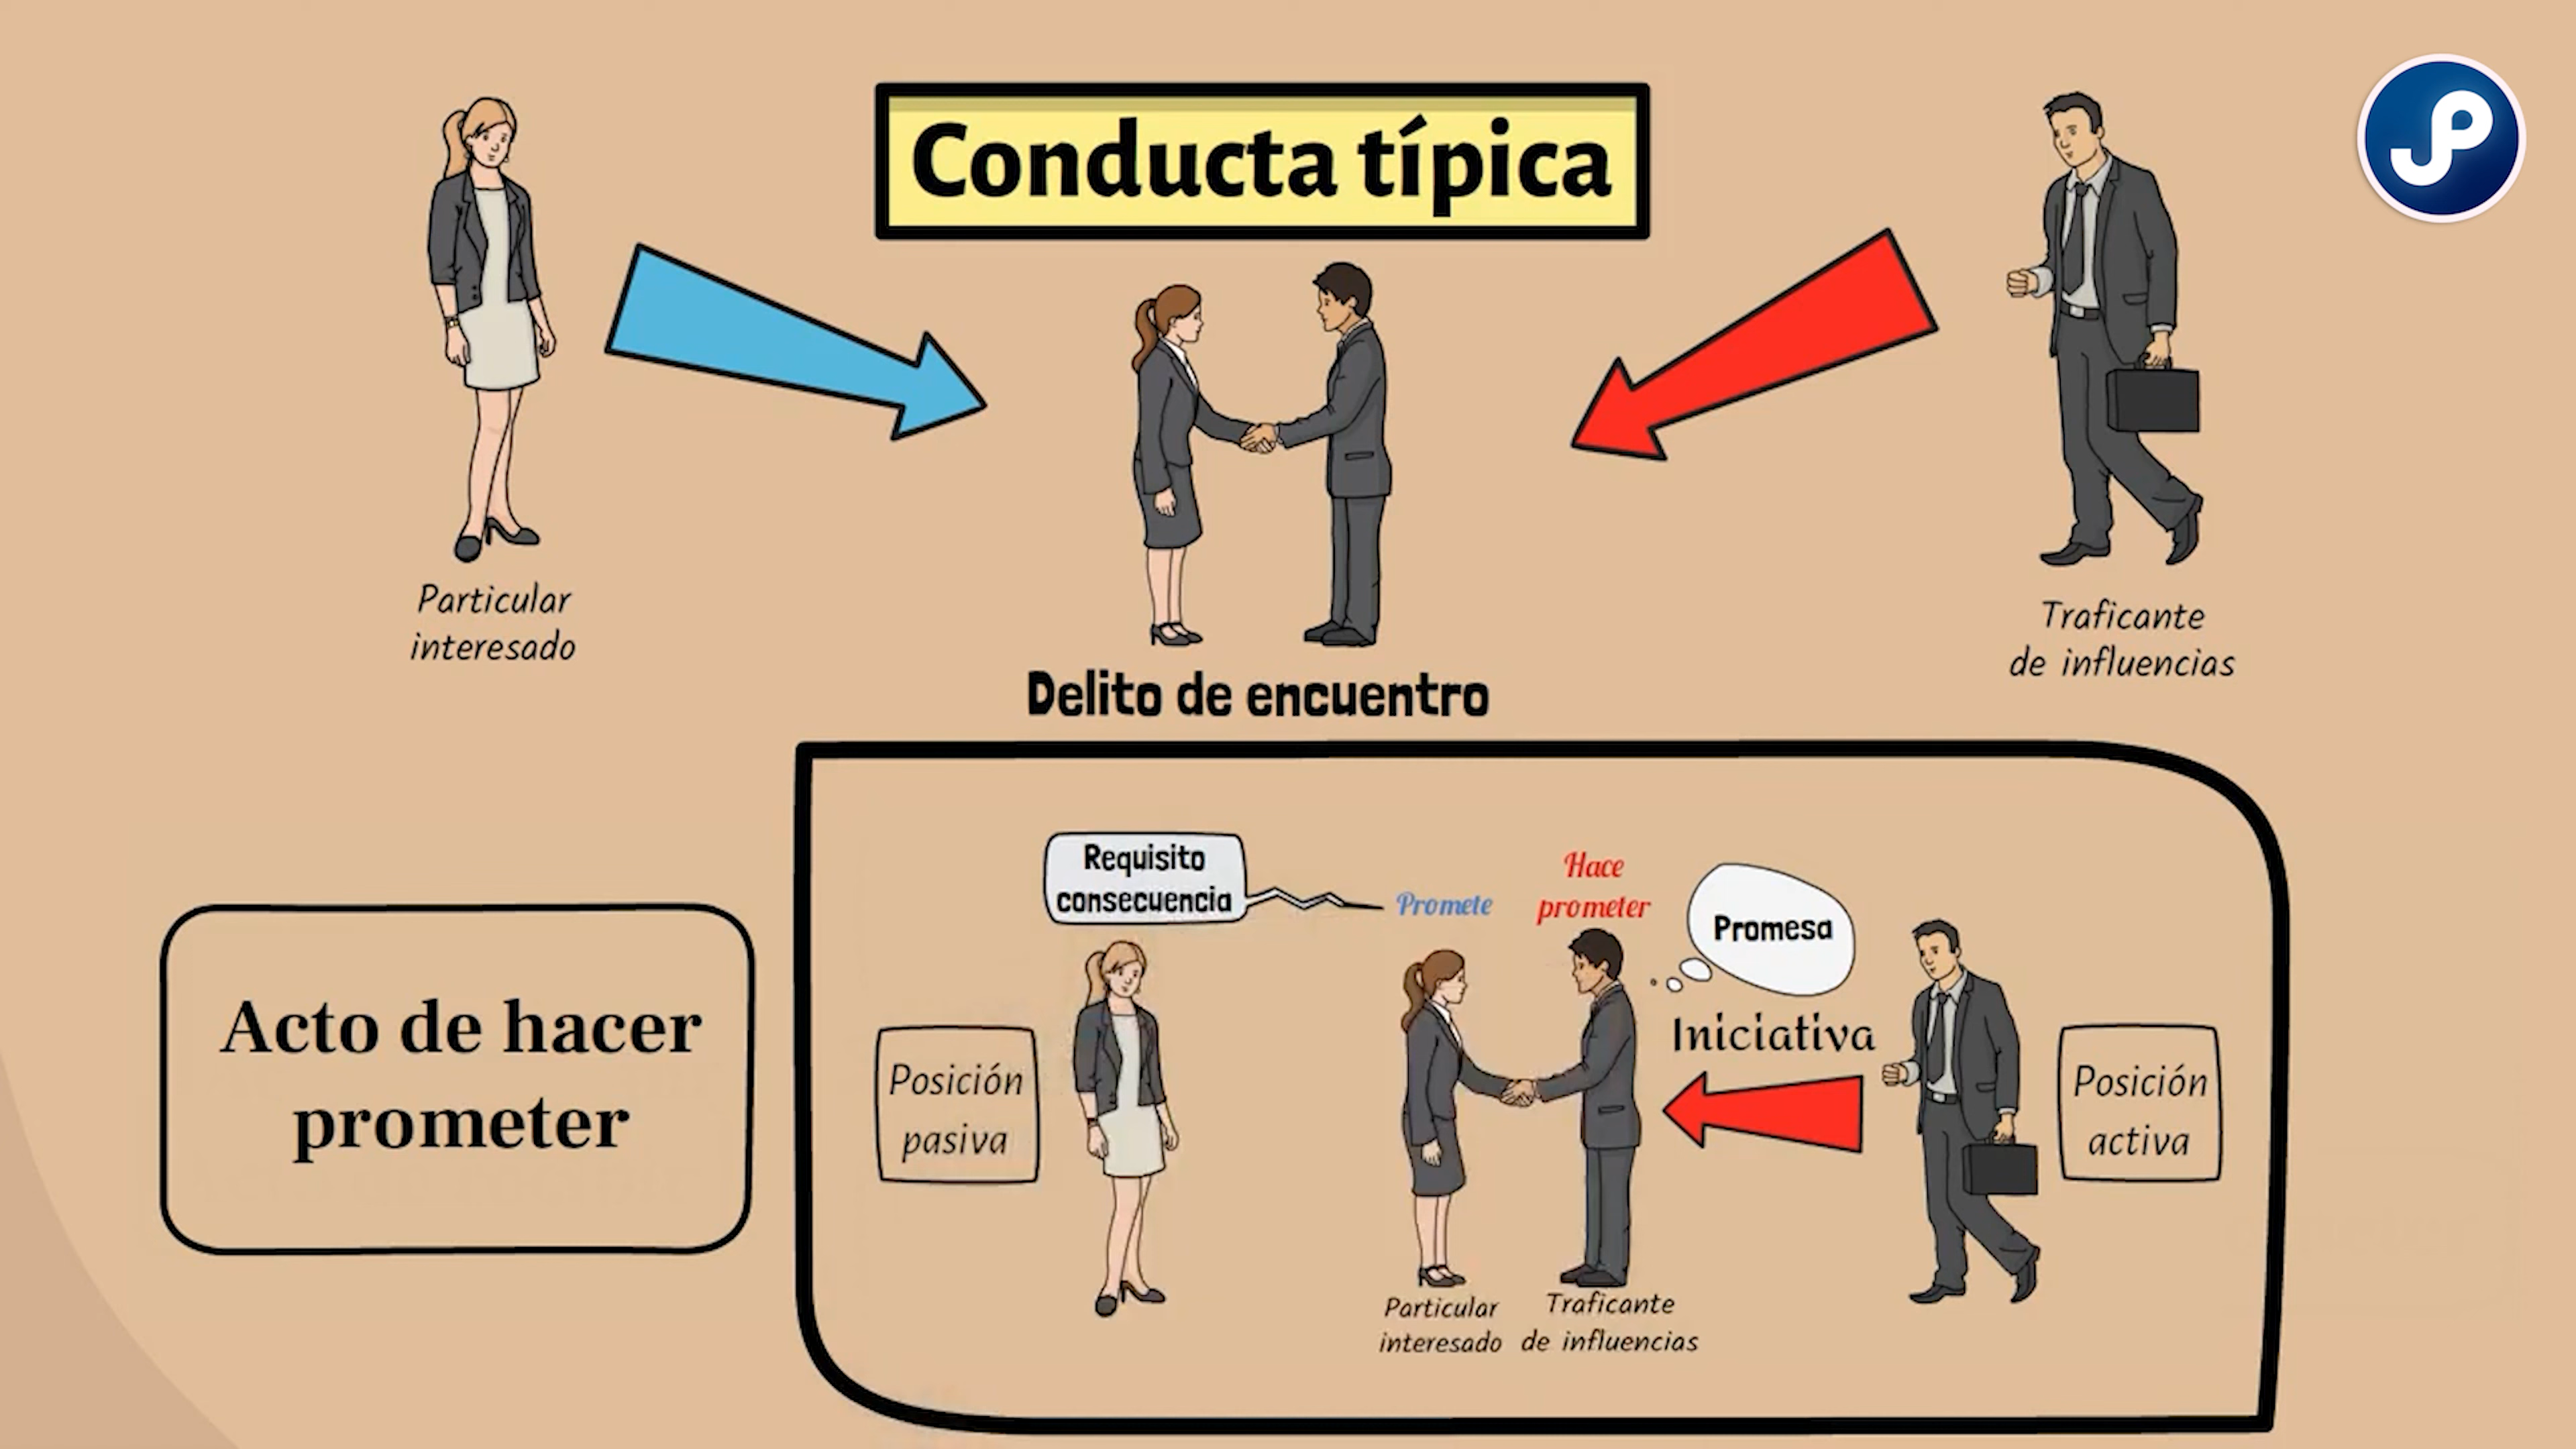 Conducta típica
JP
Particular
interesado
Traficante
de influencias
Delito de encuentro
Acto de hacer
prometer
Requisito
consecuencia
Promete
Hace
prometer
Promesa
Iniciativa
Posición
pasiva
Posición
activa
Particular
interesado
Traficante
de influencias